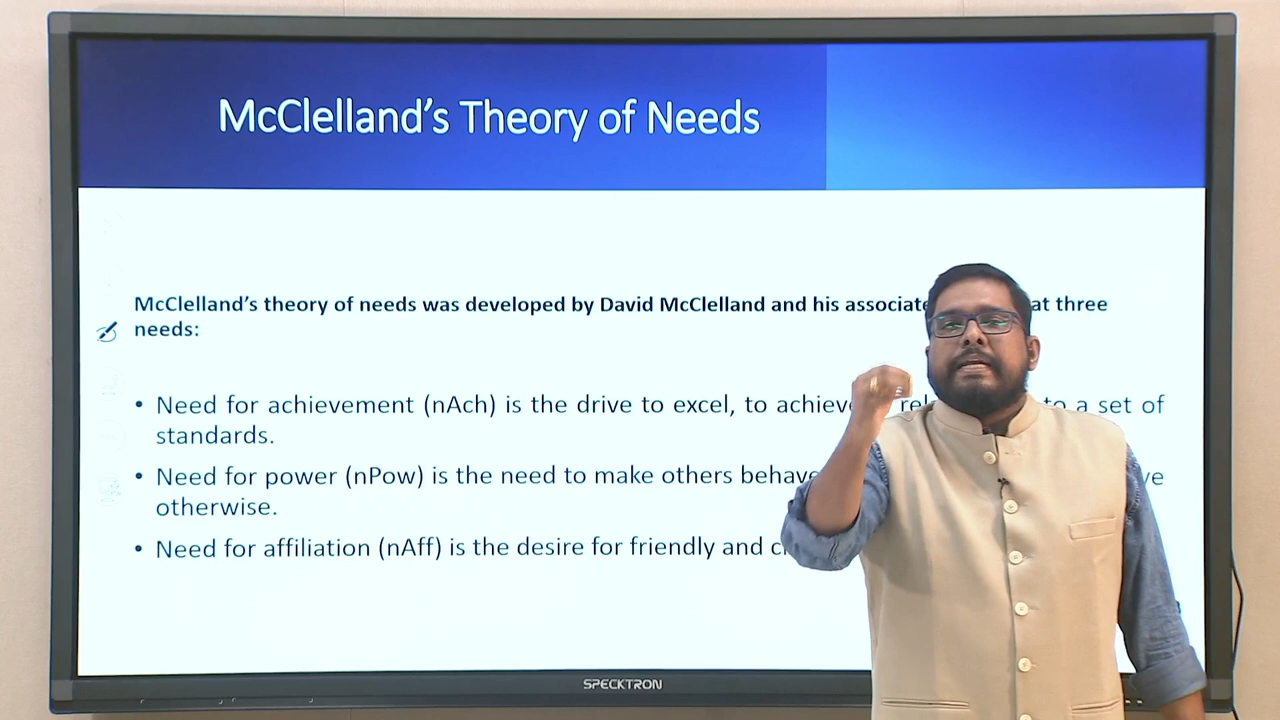 McClelland's Theory of Needs
McClelland's theory of needs was developed by David McClelland and his associate at three
needs:
• Need for achievement (nAch) is the drive to excel, to achieve to a set of
standards.
• Need for power (nPow) is the need to make others behave
otherwise.
• Need for affiliation (nAff) is the desire for friendly and
SPECKTRON